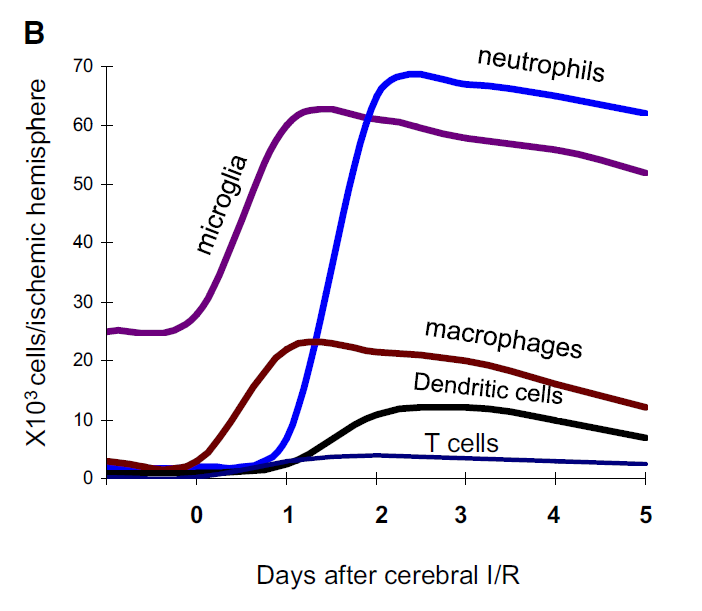 B
X10³ cells/ischemic hemisphere
70
60
50
40
30
20
10
0
neutrophils
microglia
macrophages
Dendritic cells
T cells
0 1 2 3 4 5
Days after cerebral I/R